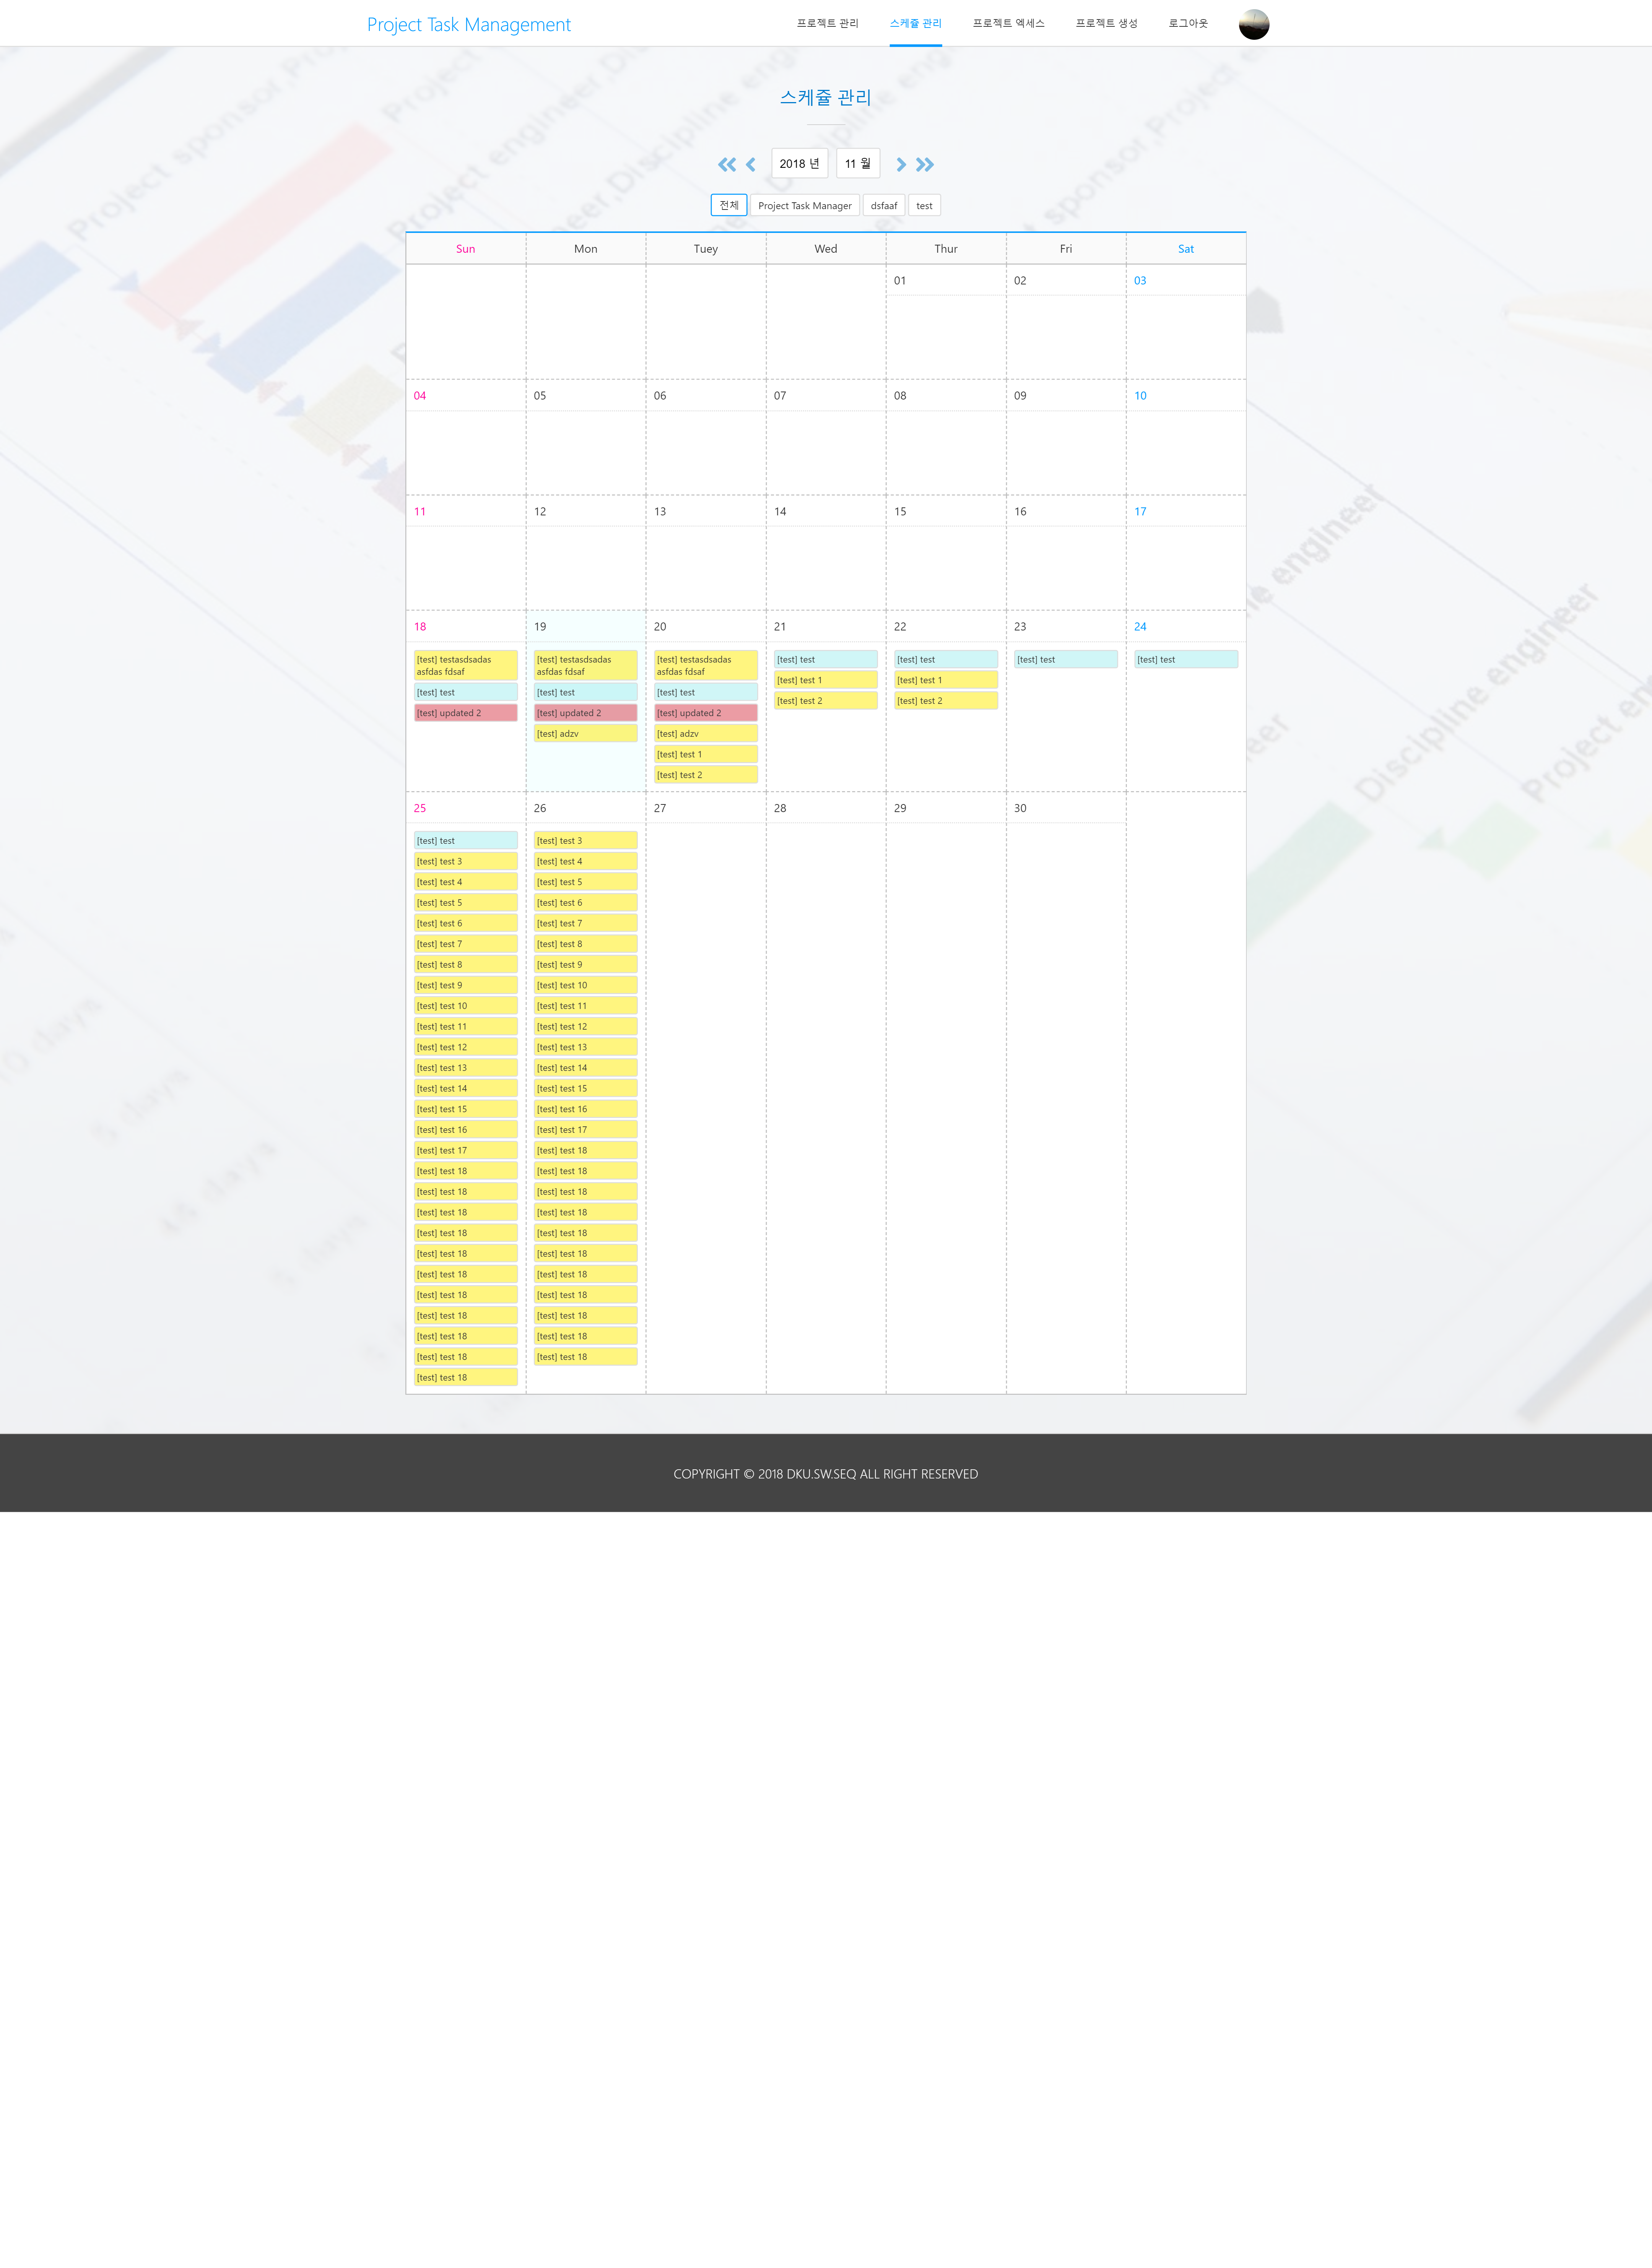 Project Task Management
프로젝트 관리
스케쥴 관리
프로젝트 엑세스
프로젝트 생성
로그아웃
스케쥴 관리
2018 년
11 월
전체
Project Task Manager
dsfaaf
test
Sun
Mon
Tuey
Wed
Thur
Fri
Sat
01
02
03
04
05
06
07
08
09
10
11
12
13
14
15
16
17
18
[test] testasdsadas
asfdas fdsaf
[test] test
[test] updated 2
19
[test] testasdsadas
asfdas fdsaf
[test] test
[test] updated 2
[test] adzv
20
[test] testasdsadas
asfdas fdsaf
[test] test
[test] updated 2
[test] adzv
[test] test 1
[test] test 2
21
[test] test
[test] test 1
[test] test 2
22
[test] test
[test] test 1
[test] test 2
23
[test] test
24
[test] test
25
[test] test
[test] test 3
[test] test 4
[test] test 5
[test] test 6
[test] test 7
[test] test 8
[test] test 9
[test] test 10
[test] test 11
[test] test 12
[test] test 13
[test] test 14
[test] test 15
[test] test 16
[test] test 17
[test] test 18
[test] test 18
[test] test 18
[test] test 18
[test] test 18
[test] test 18
[test] test 18
[test] test 18
[test] test 18
[test] test 18
[test] test 18
26
[test] test 3
[test] test 4
[test] test 5
[test] test 6
[test] test 7
[test] test 8
[test] test 9
[test] test 10
[test] test 11
[test] test 12
[test] test 13
[test] test 14
[test] test 15
[test] test 16
[test] test 17
[test] test 18
[test] test 18
[test] test 18
[test] test 18
[test] test 18
[test] test 18
[test] test 18
[test] test 18
[test] test 18
[test] test 18
[test] test 18
27
28
29
30
COPYRIGHT © 2018 DKU.SW.SEQ ALL RIGHT RESERVED